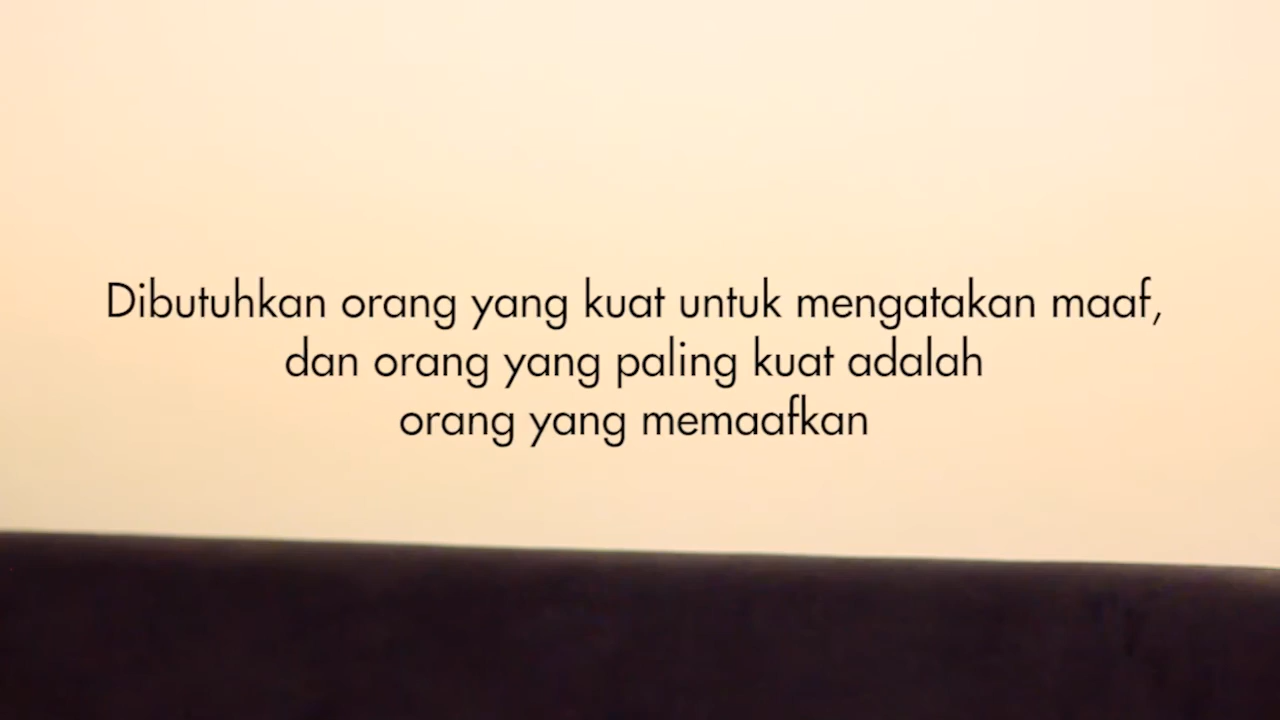 Dibutuhkan orang yang kuat untuk mengatakan maaf,
dan orang yang paling kuat adalah
orang yang memaafkan